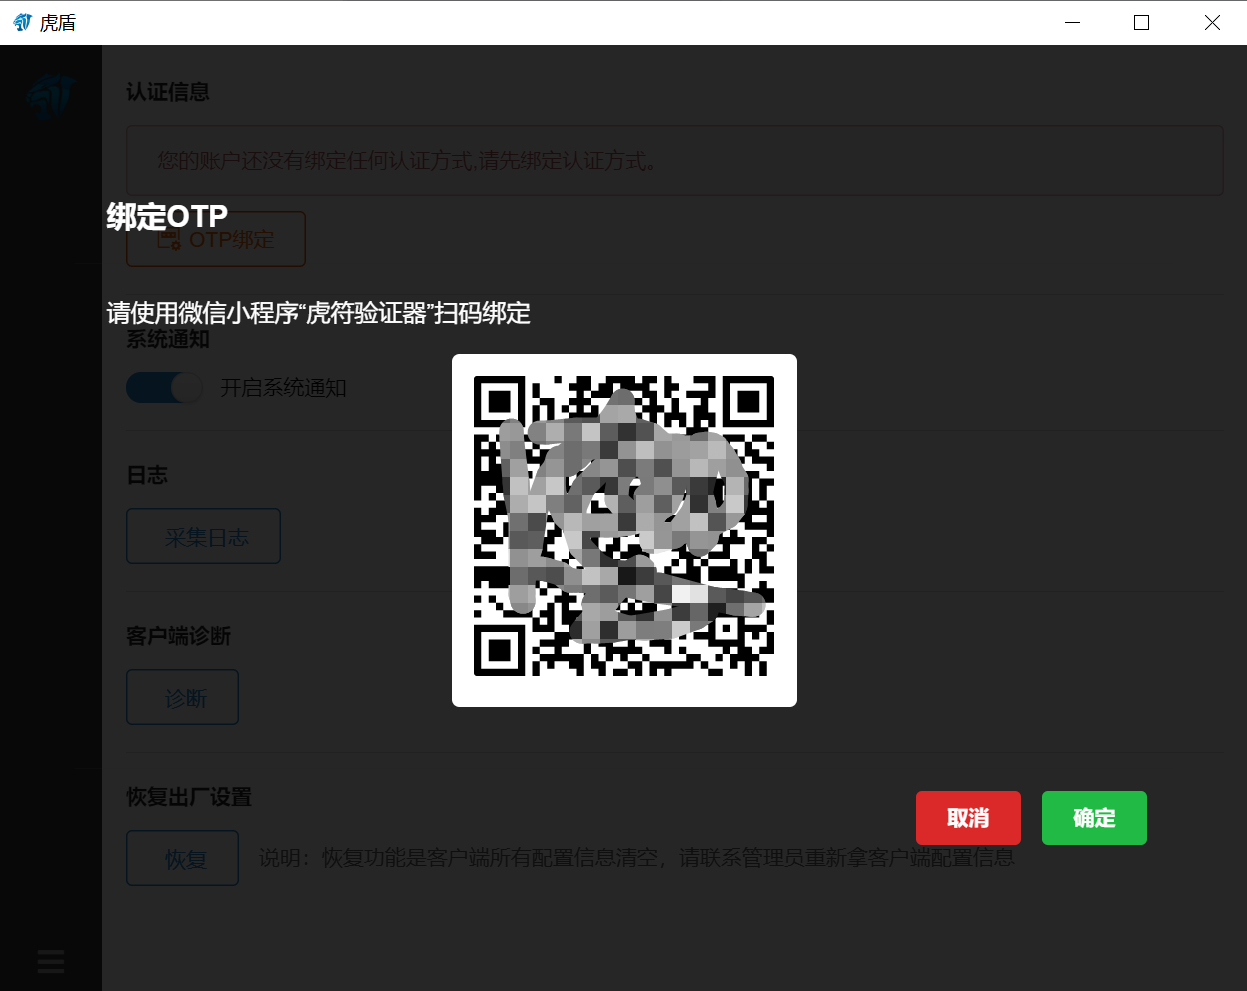 虎盾
认证信息
您的账户还没有绑定任何认证方式,请先绑定认证方式。
绑定OTP
OTP绑定
请使用微信小程序“虎符验证器”扫码绑定
系统通知
开启系统通知
日志
采集日志
客户端诊断
诊断
恢复出厂设置
取消 确定
恢复 说明：恢复功能是客户端所有配置信息清空，请联系管理员重新拿客户端配置信息